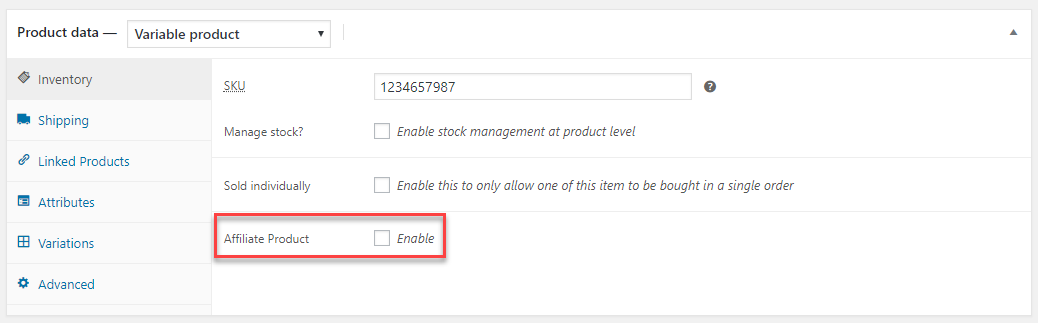 Product data — Variable product
Inventory
SKU 1234657987
Shipping
Manage stock? Enable stock management at product level
Linked Products
Sold individually Enable this to only allow one of this item to be bought in a single order
Attributes
Variations
Affiliate Product Enable
Advanced